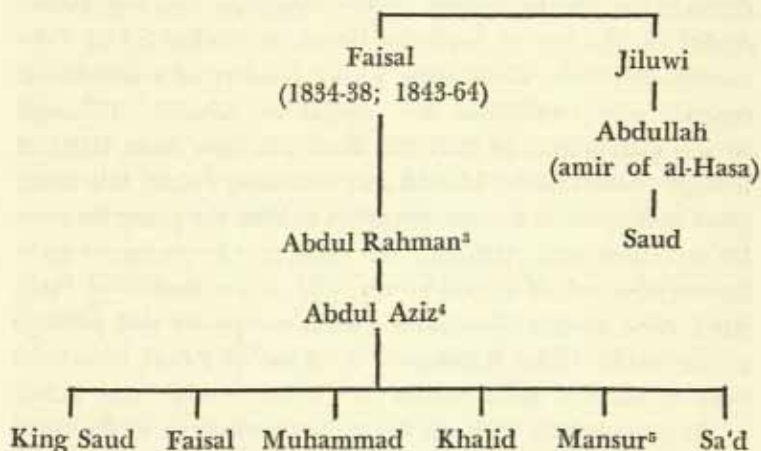 Faisal Jiluwi
(1834-38; 1843-64)
Abdullah
(amir of al-Hasa)
Abdul Rahman³ Saud
Abdul Aziz⁴
King Saud Faisal Muhammad Khalid Mansur⁵ Sa'd